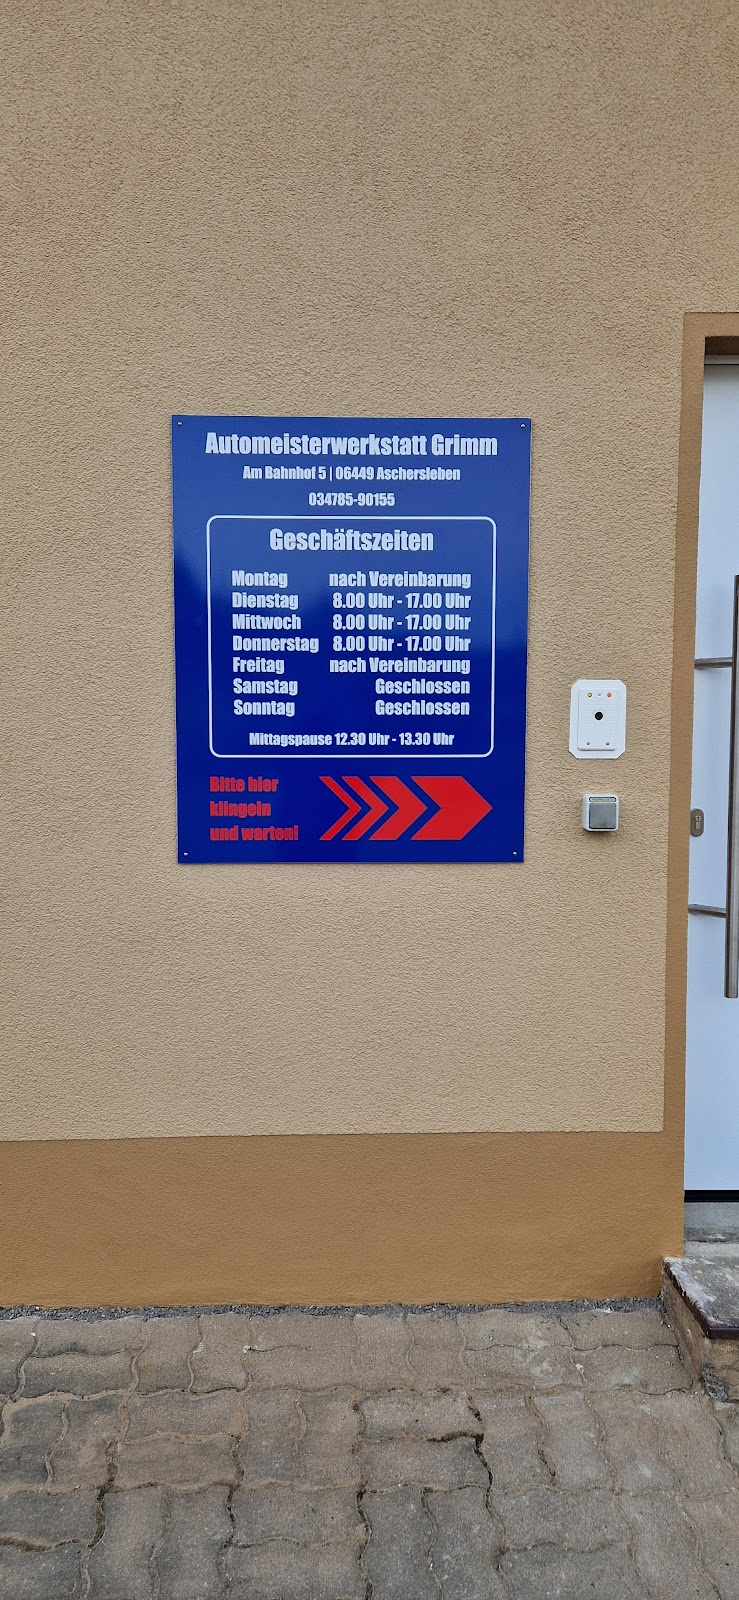 Automeisterwerkstatt Grimm
Am Bahnhof 5 | 06449 Aschersleben
034785-90155
Geschäftszeiten
Montag nach Vereinbarung
Dienstag 8.00 Uhr - 17.00 Uhr
Mittwoch 8.00 Uhr - 17.00 Uhr
Donnerstag 8.00 Uhr - 17.00 Uhr
Freitag nach Vereinbarung
Samstag Geschlossen
Sonntag Geschlossen
Mittagspause 12.30 Uhr - 13.30 Uhr
Bitte hier
klingeln
und warten!